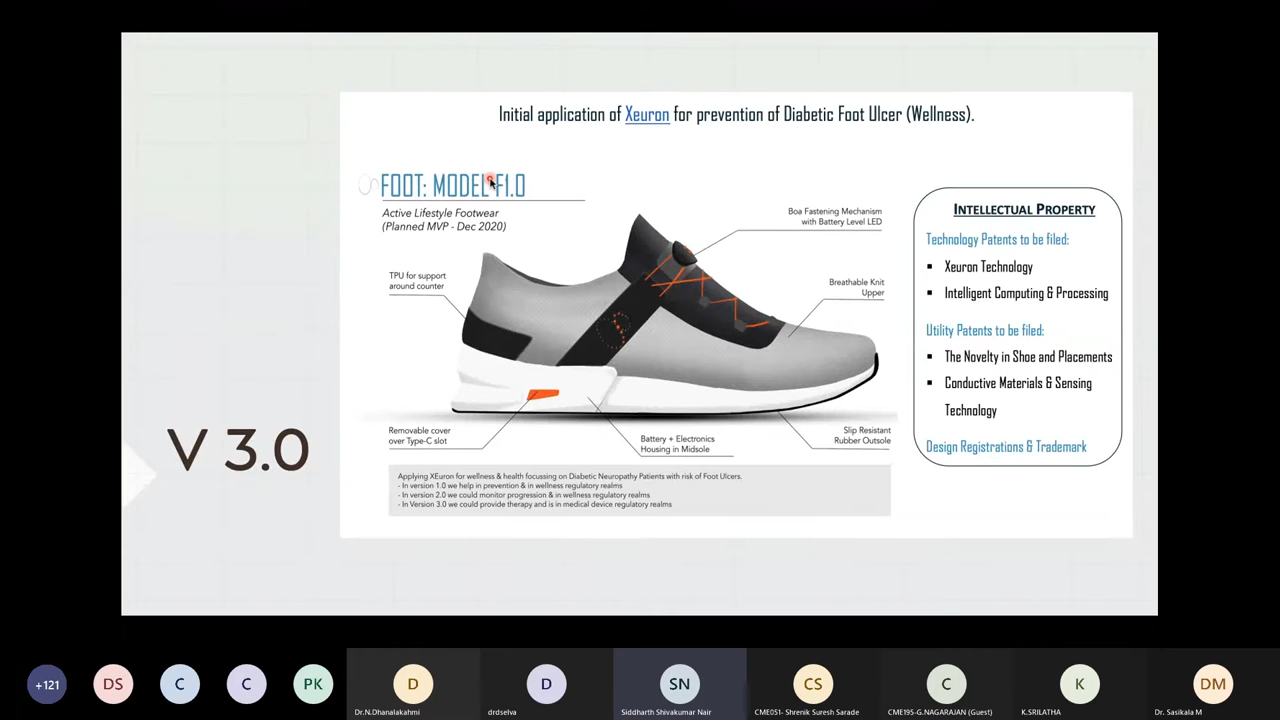 Initial application of Xeuron for prevention of Diabetic Foot Ulcer (Wellness).
FOOT: MODEL F1.0
Active Lifestyle Footwear
(Planned MVP - Dec 2020)
Boa Fastening Mechanism
with Battery Level LED
TPU for support
around counter
Breathable Knit
Upper
Removable cover
over Type-C slot
Battery + Electronics
Housing in Midsole
Slip Resistant
Rubber Outsole
Applying XEuron for wellness & health focussing on Diabetic Neuropathy Patients with risk of Foot Ulcers.
- In version 1.0 we help in prevention & in wellness regulatory realms
- In version 2.0 we could monitor progression & in wellness regulatory realms
- In Version 3.0 we could provide therapy and is in medical device regulatory realms
INTELLECTUAL PROPERTY
Technology Patents to be filed:
▪ Xeuron Technology
▪ Intelligent Computing & Processing
Utility Patents to be filed:
▪ The Novelty in Shoe and Placements
▪ Conductive Materials & Sensing
Technology
Design Registrations & Trademark
V 3.0
+121
DS
C
C
PK
D
Dr.N.Dhanalakahmi
D
drdselva
SN
Siddharth Shivakumar Nair
CS
CME051- Shrenik Suresh Sarade
C
CME195-G.NAGARAJAN (Guest)
K
K.SRILATHA
DM
Dr. Sasikala M